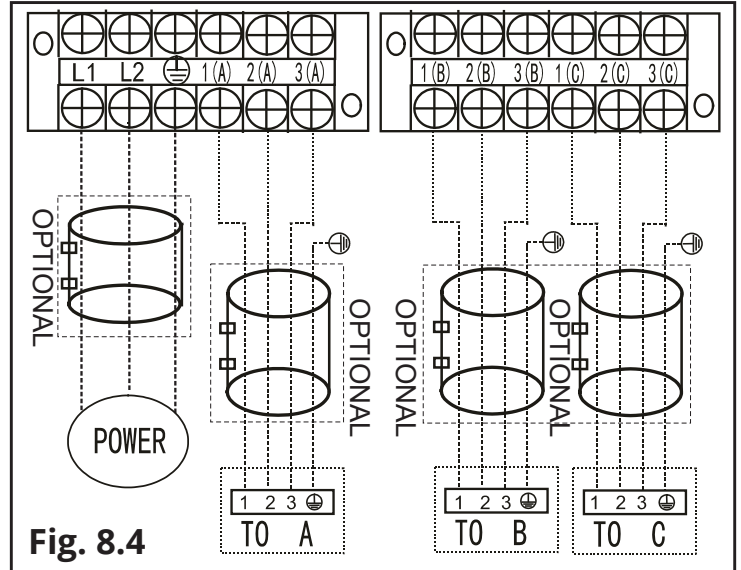 L1 L2 1(A) 2(A) 3(A)
1(B) 2(B) 3(B) 1(C) 2(C) 3(C)
OPTIONAL
OPTIONAL
OPTIONAL
OPTIONAL
POWER
1 2 3
TO A
1 2 3
TO B
1 2 3
TO C
Fig. 8.4